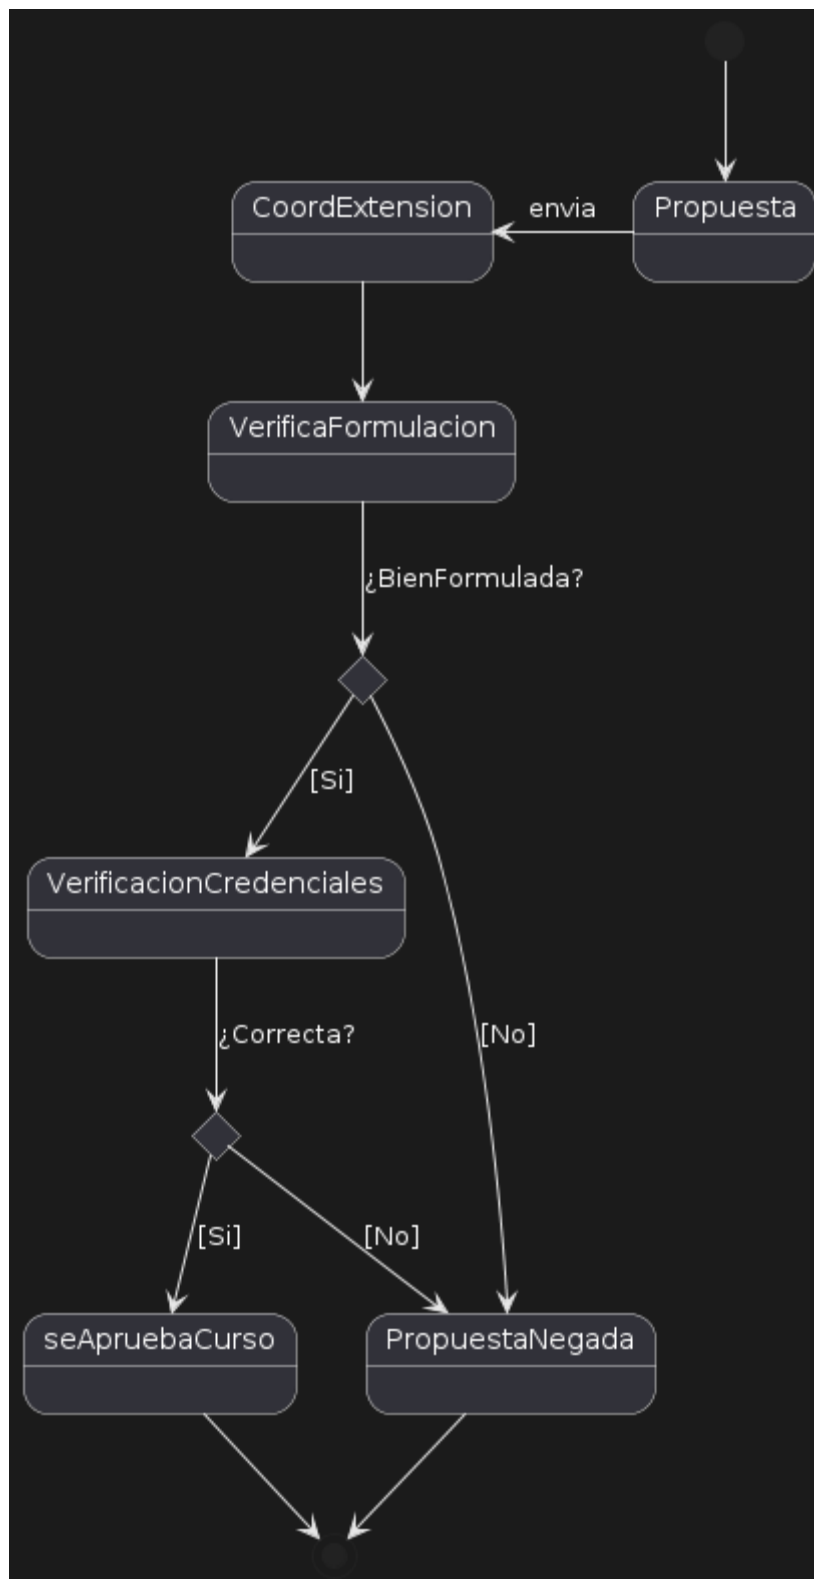 CoordExtension
envia
Propuesta
VerificaFormulacion
¿BienFormulada?
[Si]
VerificacionCredenciales
¿Correcta?
[No]
[Si]
[No]
seApruebaCurso
PropuestaNegada